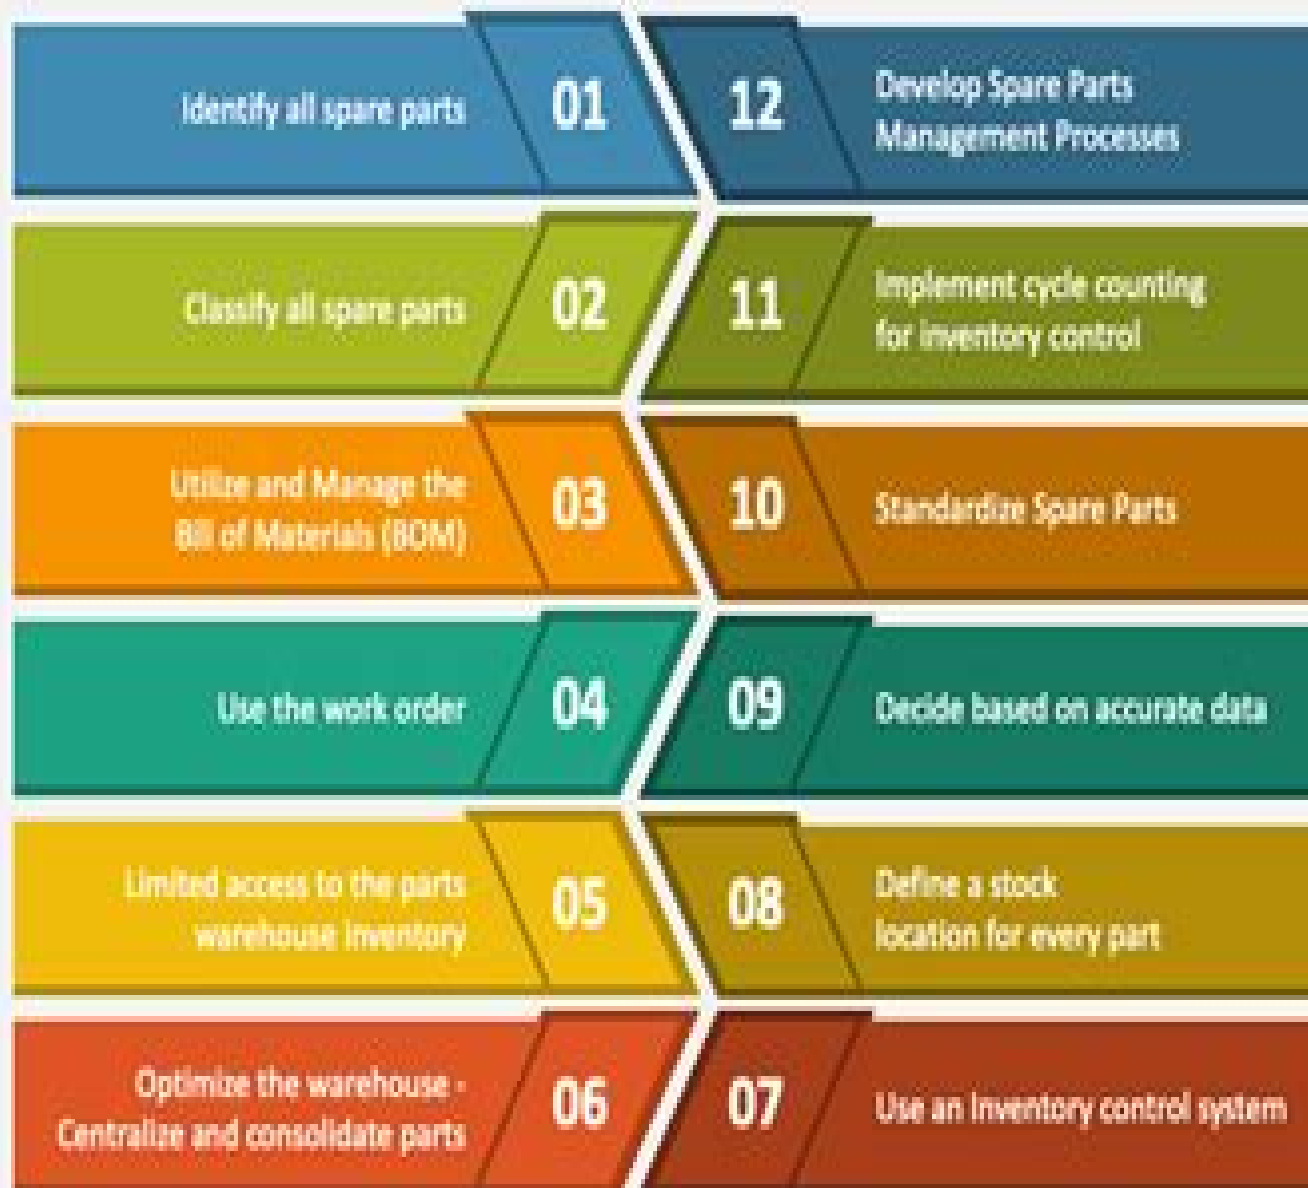 Identify all spare parts
01
12
Develop Spare Parts
Management Processes
Classify all spare parts
02
11
Implement cycle counting
for inventory control
Utilize and Manage the
Bill of Materials (BOM)
03
10
Standardize Spare Parts
Use the work order
04
09
Decide based on accurate data
Limited access to the parts
warehouse inventory
05
08
Define a stock
location for every part
Optimize the warehouse -
Centralize and consolidate parts
06
07
Use an Inventory control system